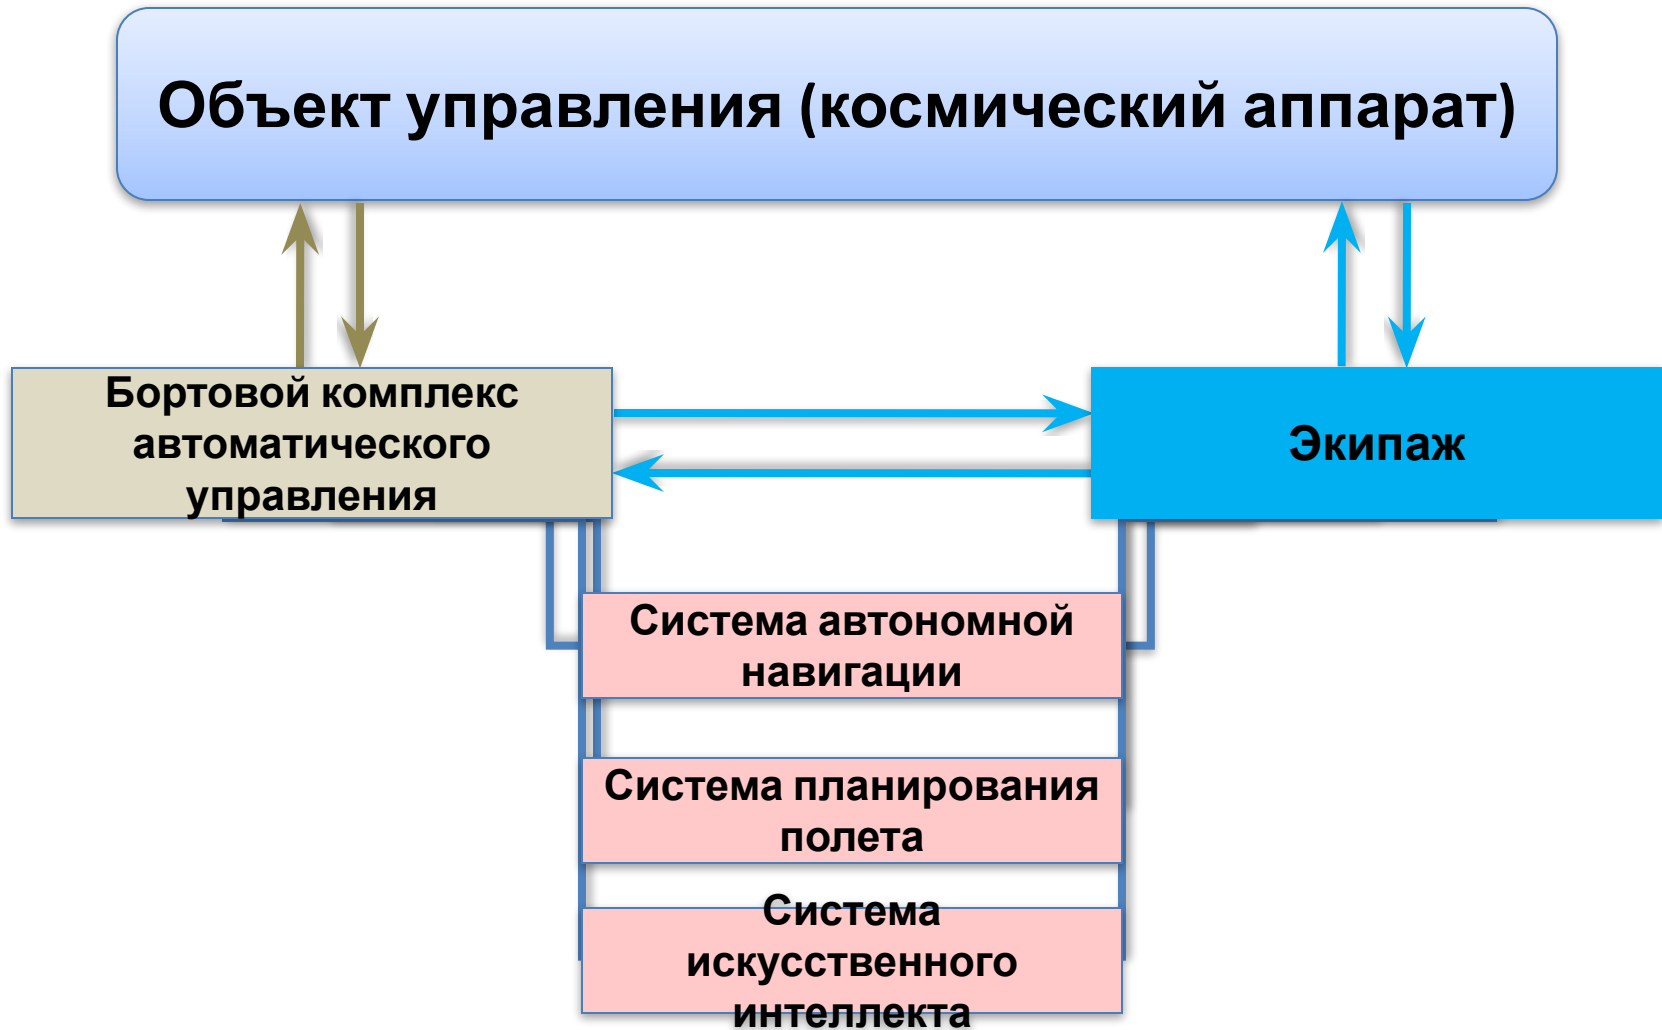 Объект управления (космический аппарат)
Бортовой комплекс
автоматического
управления
Экипаж
Система автономной
навигации
Система планирования
полета
Система
искусственного
интеллекта